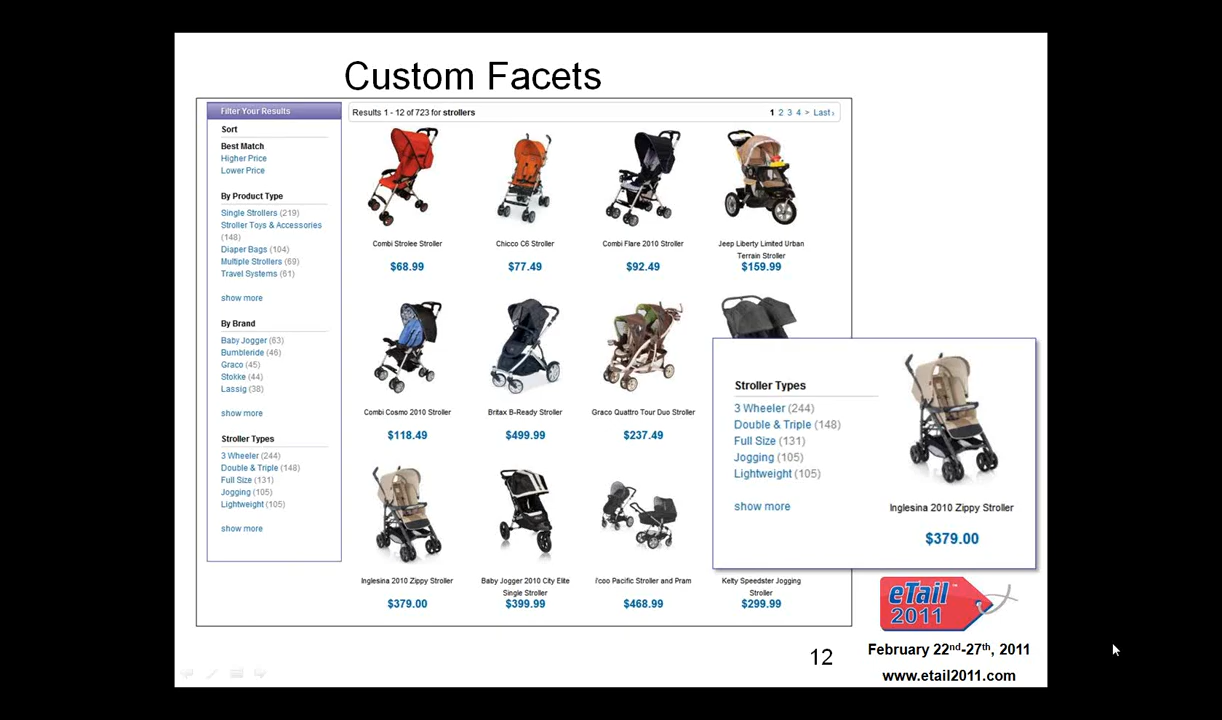 Custom Facets
Filter Your Results
Sort
Best Match
Higher Price
Lower Price
By Product Type
Single Strollers (219)
Stroller Toys & Accessories
(148)
Diaper Bags (104)
Multiple Strollers (69)
Travel Systems (61)
show more
By Brand
Baby Jogger (63)
Bumbleride (46)
Graco (45)
Stokke (44)
Lassig (38)
show more
Stroller Types
3 Wheeler (244)
Double & Triple (148)
Full Size (131)
Jogging (105)
Lightweight (105)
show more
Results 1 - 12 of 723 for strollers
1 2 3 4 > Last ›
Combi Strolee Stroller
$68.99
Chicco C6 Stroller
$77.49
Combi Flare 2010 Stroller
$92.49
Jeep Liberty Limited Urban
Terrain Stroller
$159.99
Combi Cosmo 2010 Stroller
$118.49
Britax B-Ready Stroller
$499.99
Graco Quattro Tour Duo Stroller
$237.49
Inglesina 2010 Zippy Stroller
$379.00
Baby Jogger 2010 City Elite
Single Stroller
$399.99
i'coo Pacific Stroller and Pram
$468.99
Kelty Speedster Jogging
Stroller
$299.99
Stroller Types
3 Wheeler (244)
Double & Triple (148)
Full Size (131)
Jogging (105)
Lightweight (105)
show more
Inglesina 2010 Zippy Stroller
$379.00
eTail™
2011
12
February 22nd-27th, 2011
www.etail2011.com